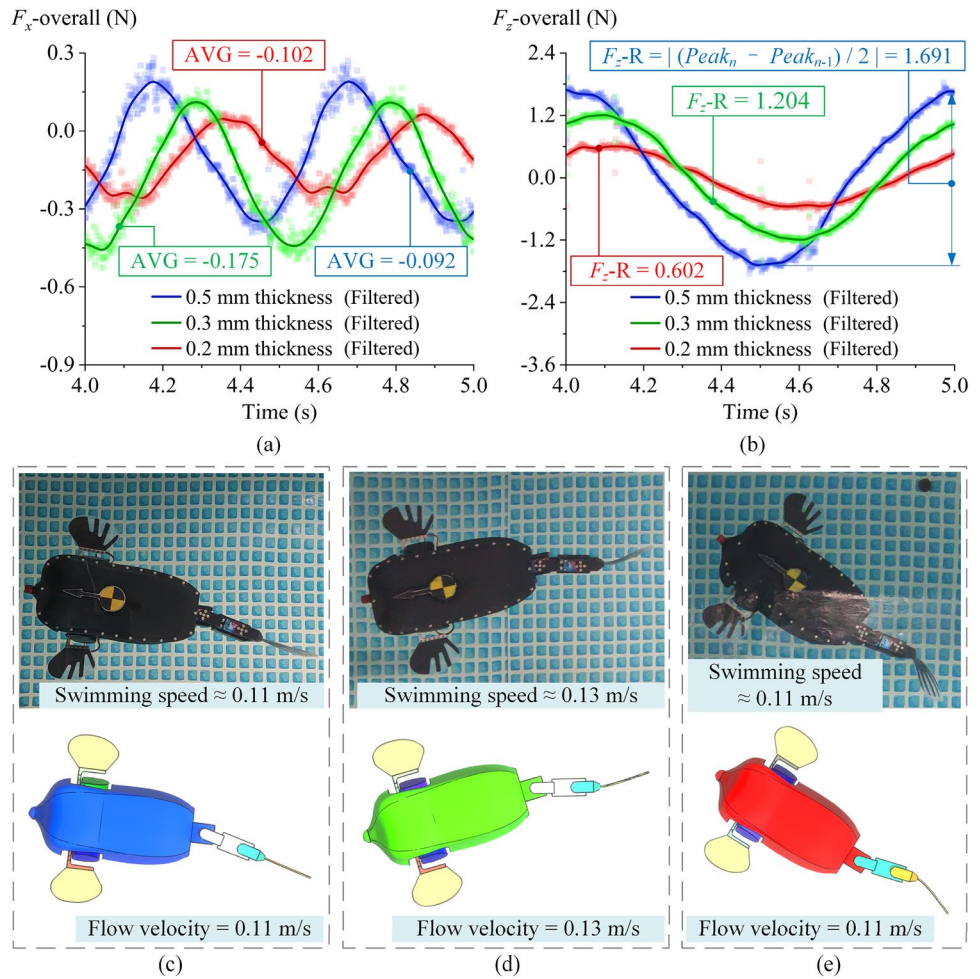 Fx-overall (N)
0.3
0.0
-0.3
-0.6
-0.9
AVG = -0.102
AVG = -0.175
AVG = -0.092
0.5 mm thickness (Filtered)
0.3 mm thickness (Filtered)
0.2 mm thickness (Filtered)
4.0 4.2 4.4 4.6 4.8 5.0
Time (s)
(a)
Fz-overall (N)
2.4
1.2
0.0
-1.2
-2.4
-3.6
Fz-R = | (Peakn − Peakn-1) / 2 | = 1.691
Fz-R = 1.204
Fz-R = 0.602
0.5 mm thickness (Filtered)
0.3 mm thickness (Filtered)
0.2 mm thickness (Filtered)
4.0 4.2 4.4 4.6 4.8 5.0
Time (s)
(b)
Swimming speed ≈ 0.11 m/s
Flow velocity = 0.11 m/s
(c)
Swimming speed ≈ 0.13 m/s
Flow velocity = 0.13 m/s
(d)
Swimming speed
≈ 0.11 m/s
Flow velocity = 0.11 m/s
(e)